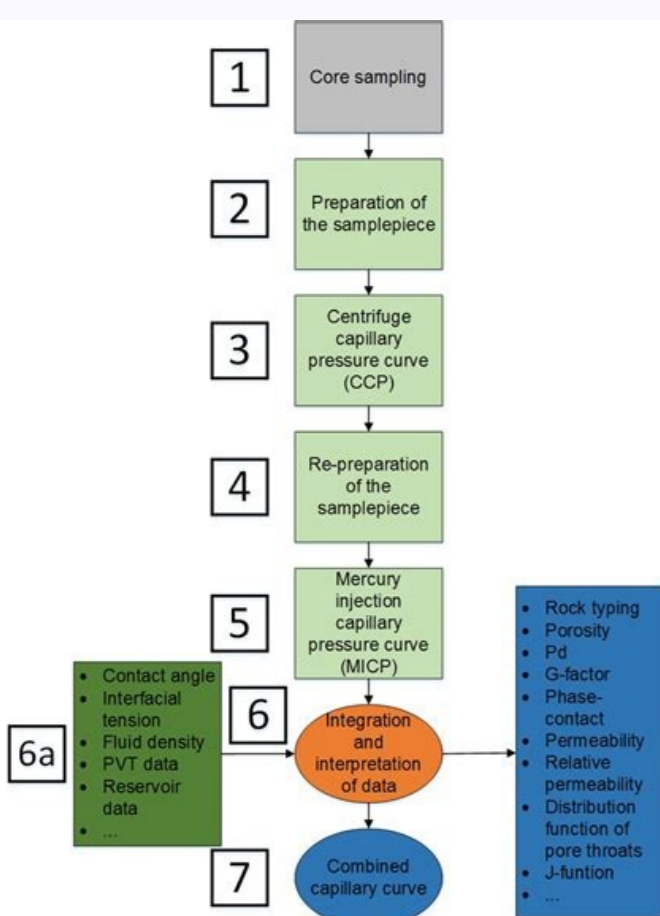 1
Core sampling
2
Preparation of
the samplepiece
3
Centrifuge
capillary
pressure curve
(CCP)
4
Re-preparation
of the
samplepiece
5
Mercury
injection
capillary
pressure curve
(MICP)
6a
• Contact angle
• Interfacial
tension
• Fluid density
• PVT data
• Reservoir
data
• ...
6
Integration
and
interpretation
of data
• Rock typing
• Porosity
• Pd
• G-factor
• Phase-
contact
• Permeability
• Relative
permeability
• Distribution
function of
pore throats
• J-funtion
• ...
7
Combined
capillary curve